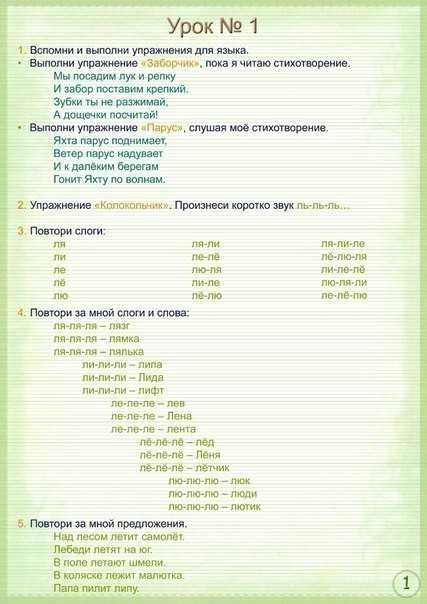 Урок № 1
1. Вспомни и выполни упражнения для языка.
• Выполни упражнение «Заборчик», пока я читаю стихотворение.
Мы посадим лук и репку
И забор поставим крепкий.
Зубки ты не разжимай,
А дощечки посчитай!
• Выполни упражнение «Парус», слушая моё стихотворение.
Яхта парус поднимает,
Ветер парус надувает
И к далёким берегам
Гонит Яхту по волнам.
2. Упражнение «Колокольчик». Произнеси коротко звук ль-ль-ль...
3. Повтори слоги:
ля ля-ли ля-ли-ле
ли ле-лё лё-лю-ля
ле лю-ля ли-ле-лё
лё ли-ле лю-ля-ли
лю лё-лю ле-лё-лю
4. Повтори за мной слоги и слова:
ля-ля-ля – лязг
ля-ля-ля – лямка
ля-ля-ля – лялька
ли-ли-ли – липа
ли-ли-ли – Лида
ли-ли-ли – лифт
ле-ле-ле – лев
ле-ле-ле – Лена
ле-ле-ле – лента
лё-лё-лё – лёд
лё-лё-лё – Лёня
лё-лё-лё – лётчик
лю-лю-лю – люк
лю-лю-лю – люди
лю-лю-лю – лютик
5. Повтори за мной предложения.
Над лесом летит самолёт.
Лебеди летят на юг.
В поле летают шмели.
В коляске лежит малютка.
Папа пилит липу.
1